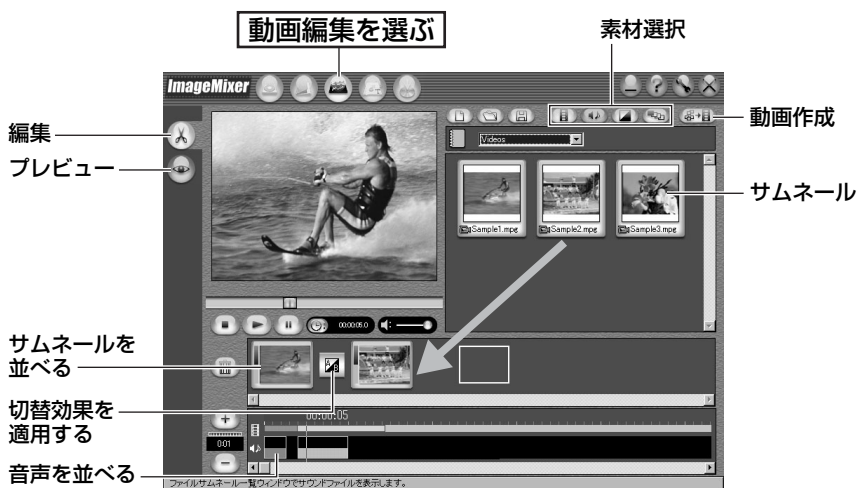 動画編集を選ぶ
素材選択
ImageMixer
編集
プレビュー
動画作成
Videos
サムネール
Sample1.mpg
Sample2.mpg
Sample3.mpg
00:00:05.0
サムネールを
並べる
切替効果を
適用する
A
B
00:00:05
0:01
音声を並べる
ファイルサムネール一覧ウィンドウでサウンドファイルを表示します。